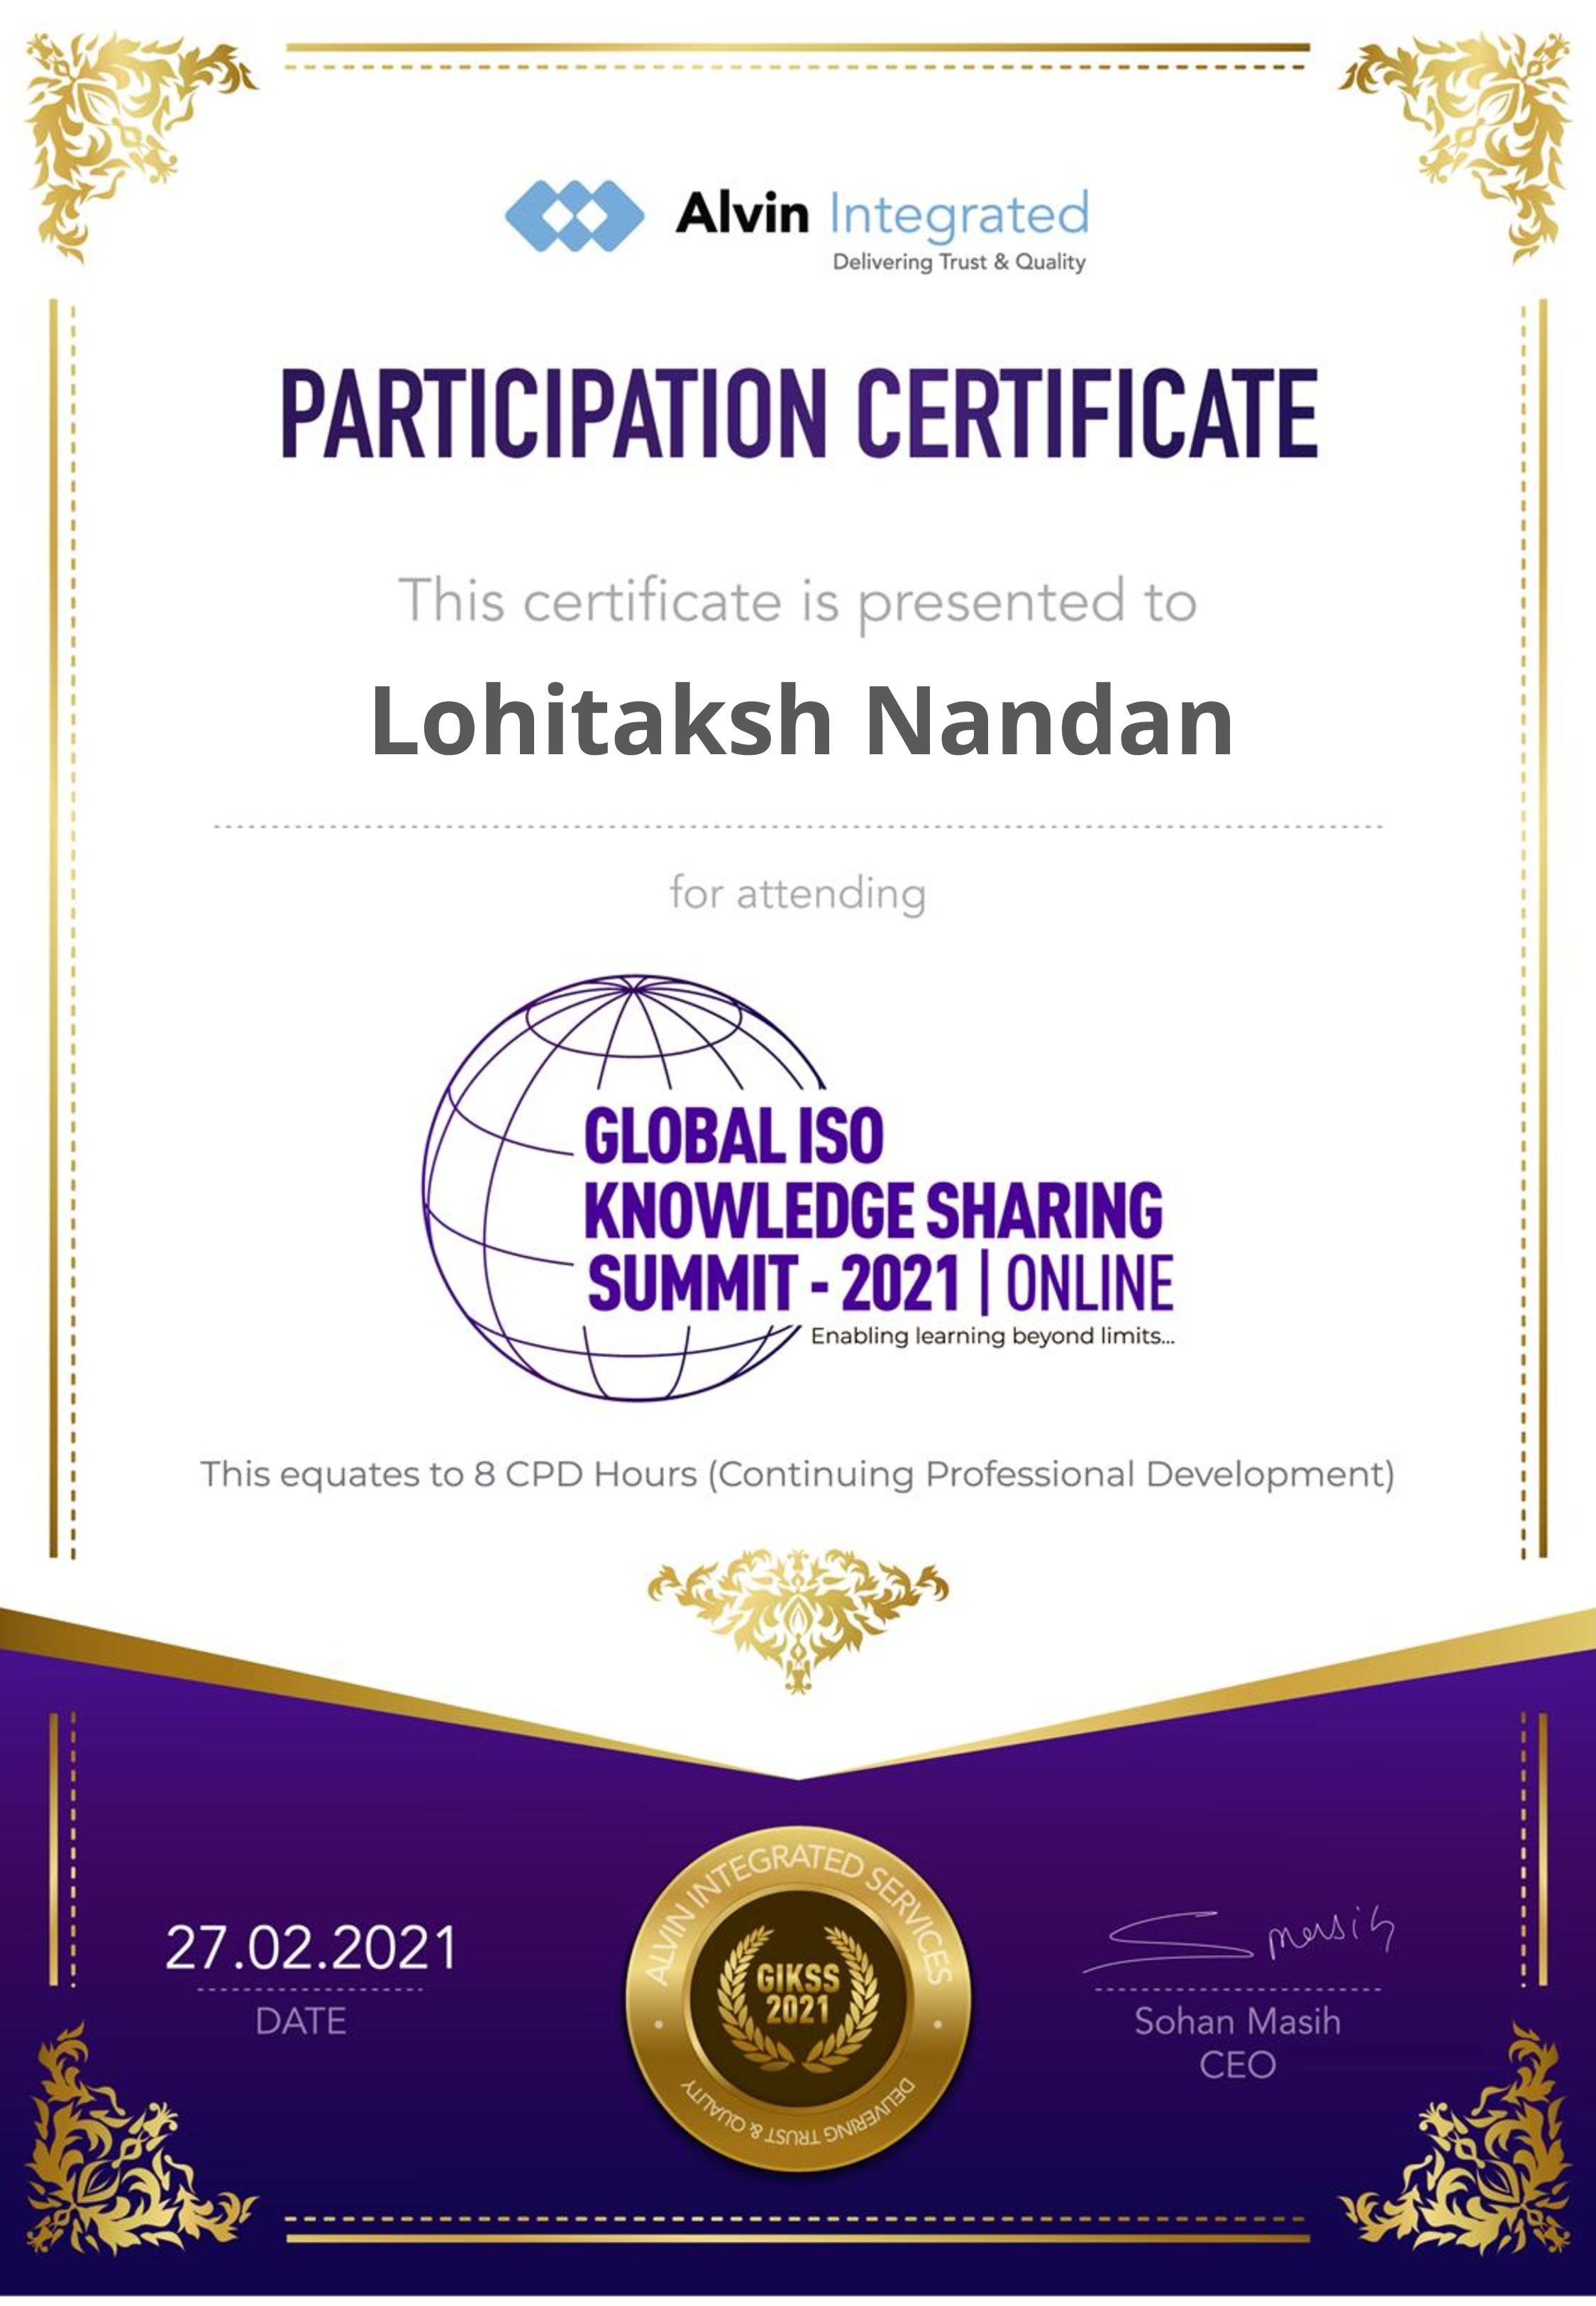 Alvin Integrated
Delivering Trust & Quality
PARTICIPATION CERTIFICATE
This certificate is presented to
Lohitaksh Nandan
for attending
GLOBAL ISO
KNOWLEDGE SHARING
SUMMIT - 2021 | ONLINE
Enabling learning beyond limits...
This equates to 8 CPD Hours (Continuing Professional Development)
27.02.2021
DATE
ALVIN INTEGRATED SERVICES
GIKSS
2021
DELIVERING TRUST & QUALITY
S masih
Sohan Masih
CEO